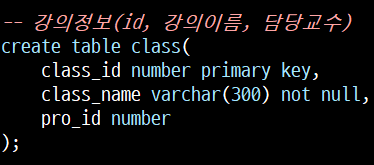 -- 강의정보(id, 강의이름, 담당교수)
create table class(
    class_id number primary key,
    class_name varchar(300) not null,
    pro_id number
);